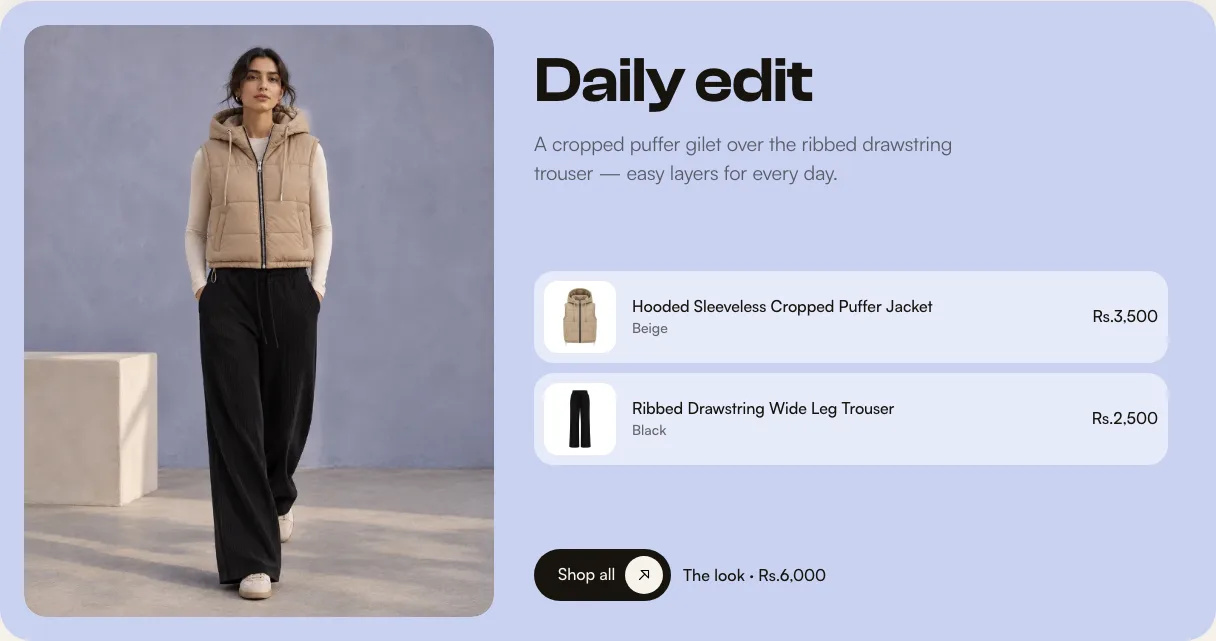 Daily edit
A cropped puffer gilet over the ribbed drawstring
trouser — easy layers for every day.
Hooded Sleeveless Cropped Puffer Jacket
Beige
Rs.3,500
Ribbed Drawstring Wide Leg Trouser
Black
Rs.2,500
Shop all
The look · Rs.6,000